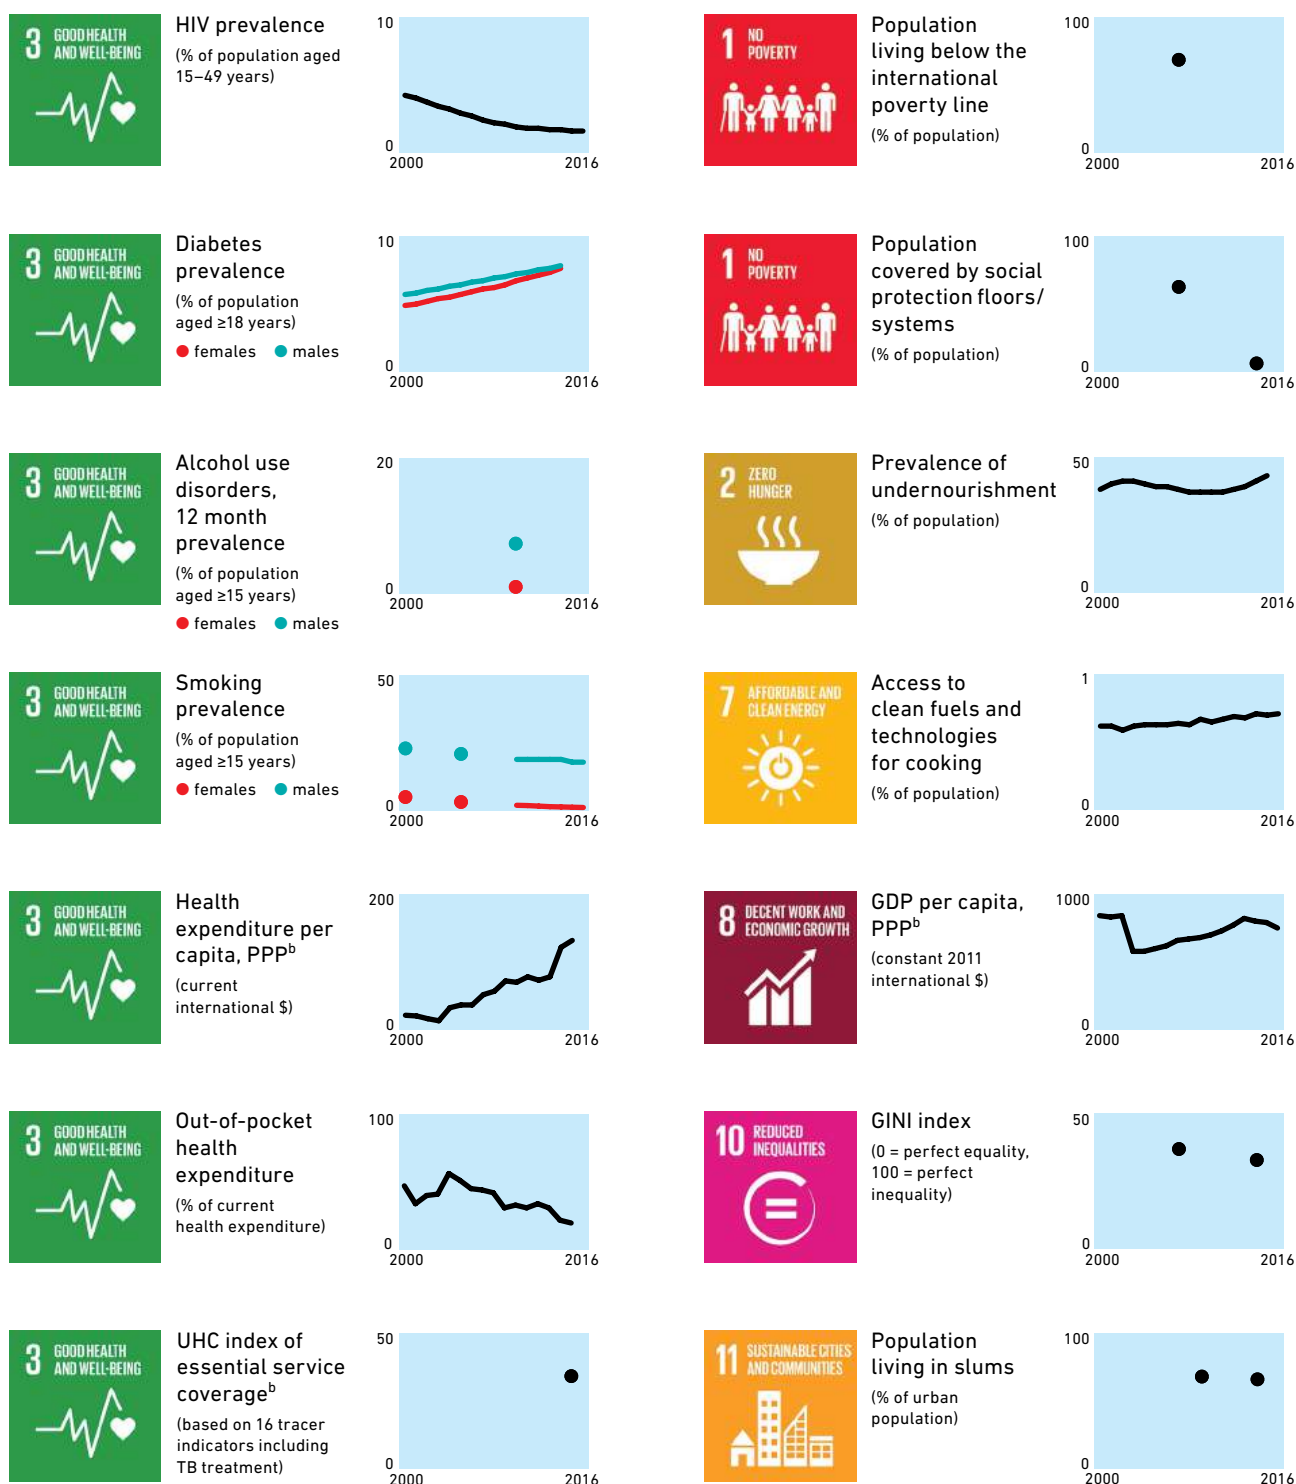 3 GOOD HEALTH
AND WELL-BEING
HIV prevalence
(% of population aged
15–49 years)
10
0
2000 2016
3 GOOD HEALTH
AND WELL-BEING
Diabetes
prevalence
(% of population
aged ≥18 years)
females males
10
0
2000 2016
3 GOOD HEALTH
AND WELL-BEING
Alcohol use
disorders,
12 month
prevalence
(% of population
aged ≥15 years)
females males
20
0
2000 2016
3 GOOD HEALTH
AND WELL-BEING
Smoking
prevalence
(% of population
aged ≥15 years)
females males
50
0
2000 2016
3 GOOD HEALTH
AND WELL-BEING
Health
expenditure per
capita, PPPb
(current
international $)
200
0
2000 2016
3 GOOD HEALTH
AND WELL-BEING
Out-of-pocket
health
expenditure
(% of current
health expenditure)
100
0
2000 2016
3 GOOD HEALTH
AND WELL-BEING
UHC index of
essential service
coverageb
(based on 16 tracer
indicators including
TB treatment)
50
0
2000 2016
1 NO
POVERTY
Population
living below the
international
poverty line
(% of population)
100
0
2000 2016
1 NO
POVERTY
Population
covered by social
protection floors/
systems
(% of population)
100
0
2000 2016
2 ZERO
HUNGER
Prevalence of
undernourishment
(% of population)
50
0
2000 2016
7 AFFORDABLE AND
CLEAN ENERGY
Access to
clean fuels and
technologies
for cooking
(% of population)
1
0
2000 2016
8 DECENT WORK AND
ECONOMIC GROWTH
GDP per capita,
PPPb
(constant 2011
international $)
1000
0
2000 2016
10 REDUCED
INEQUALITIES
GINI index
(0 = perfect equality,
100 = perfect
inequality)
50
0
2000 2016
11 SUSTAINABLE CITIES
AND COMMUNITIES
Population
living in slums
(% of urban
population)
100
0
2000 2016